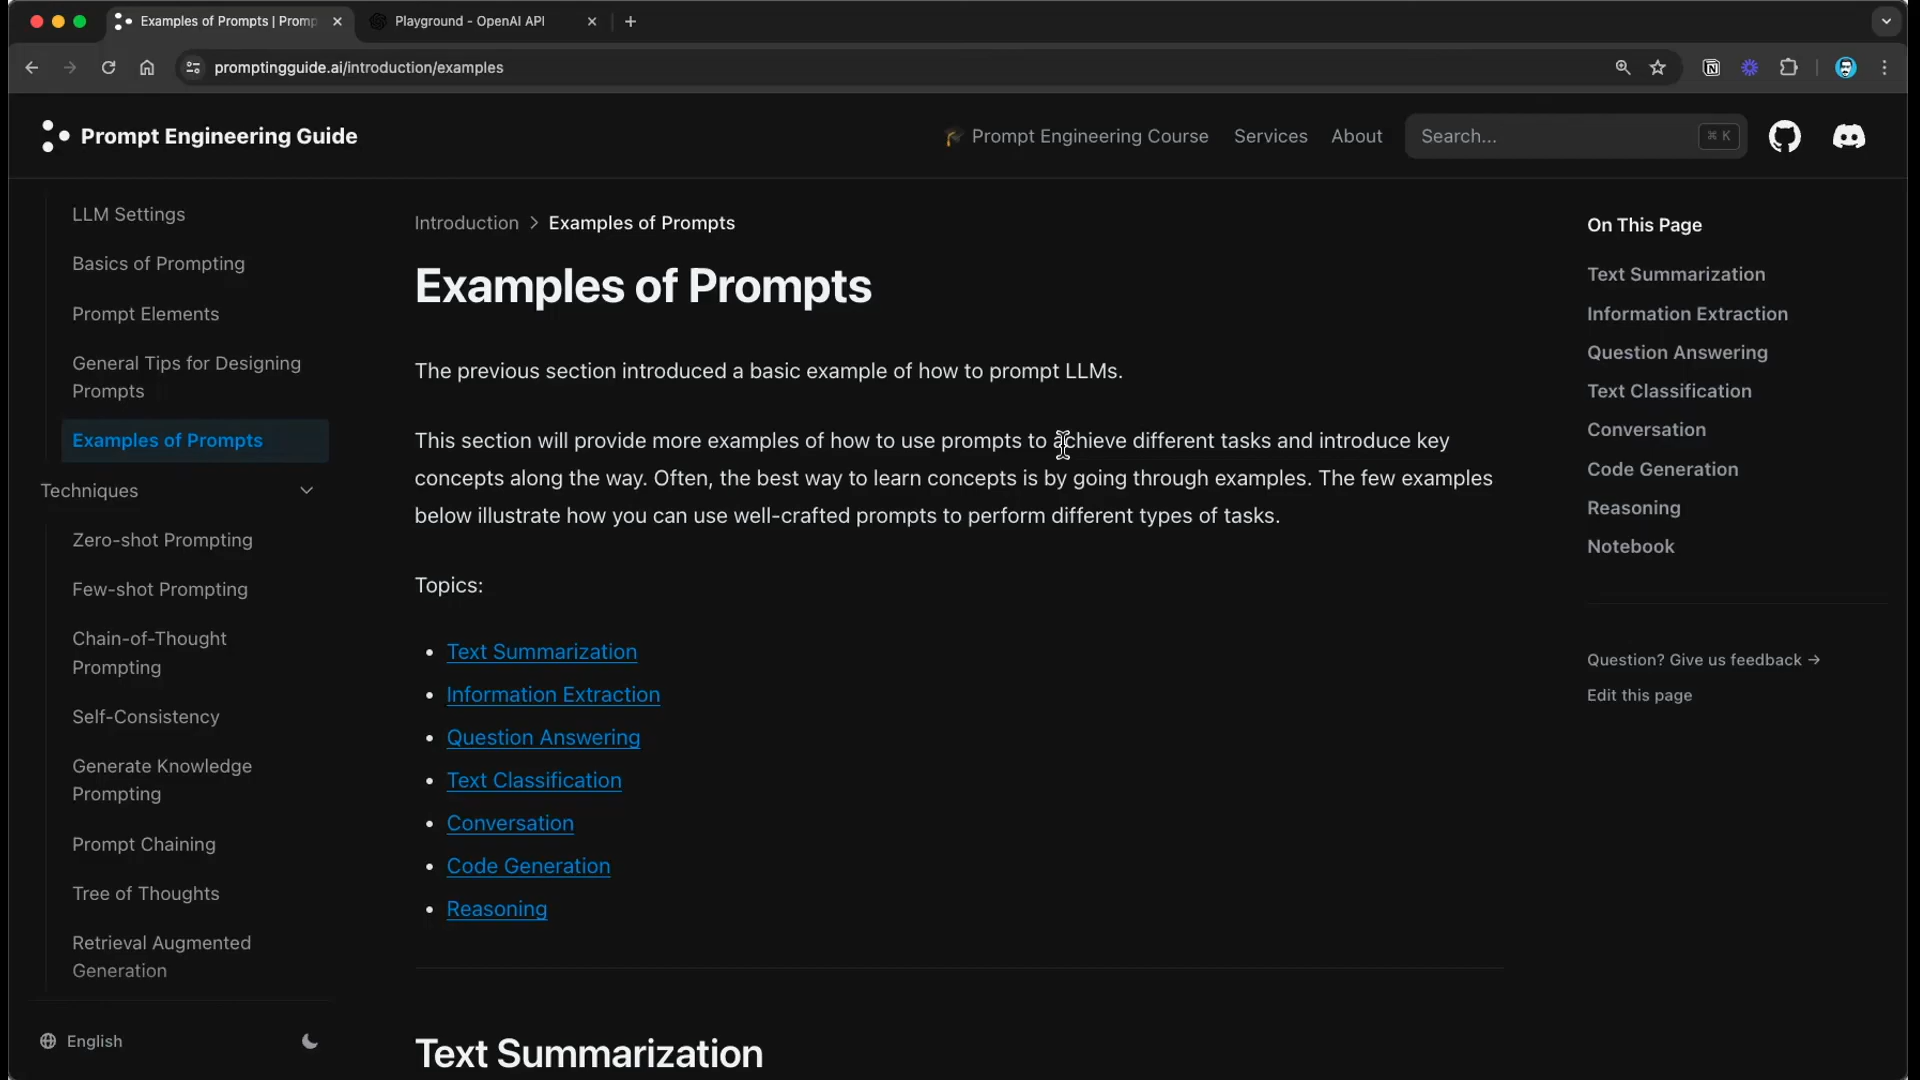 Examples of Prompts | Promp
Playground - OpenAI API
promptingguide.ai/introduction/examples
Prompt Engineering Guide
Prompt Engineering Course
Services
About
Search...
⌘ K
LLM Settings
Basics of Prompting
Prompt Elements
General Tips for Designing
Prompts
Examples of Prompts
Techniques
Zero-shot Prompting
Few-shot Prompting
Chain-of-Thought
Prompting
Self-Consistency
Generate Knowledge
Prompting
Prompt Chaining
Tree of Thoughts
Retrieval Augmented
Generation
English
Introduction > Examples of Prompts
Examples of Prompts
The previous section introduced a basic example of how to prompt LLMs.
This section will provide more examples of how to use prompts to achieve different tasks and introduce key
concepts along the way. Often, the best way to learn concepts is by going through examples. The few examples
below illustrate how you can use well-crafted prompts to perform different types of tasks.
Topics:
• Text Summarization
• Information Extraction
• Question Answering
• Text Classification
• Conversation
• Code Generation
• Reasoning
Text Summarization
On This Page
Text Summarization
Information Extraction
Question Answering
Text Classification
Conversation
Code Generation
Reasoning
Notebook
Question? Give us feedback →
Edit this page